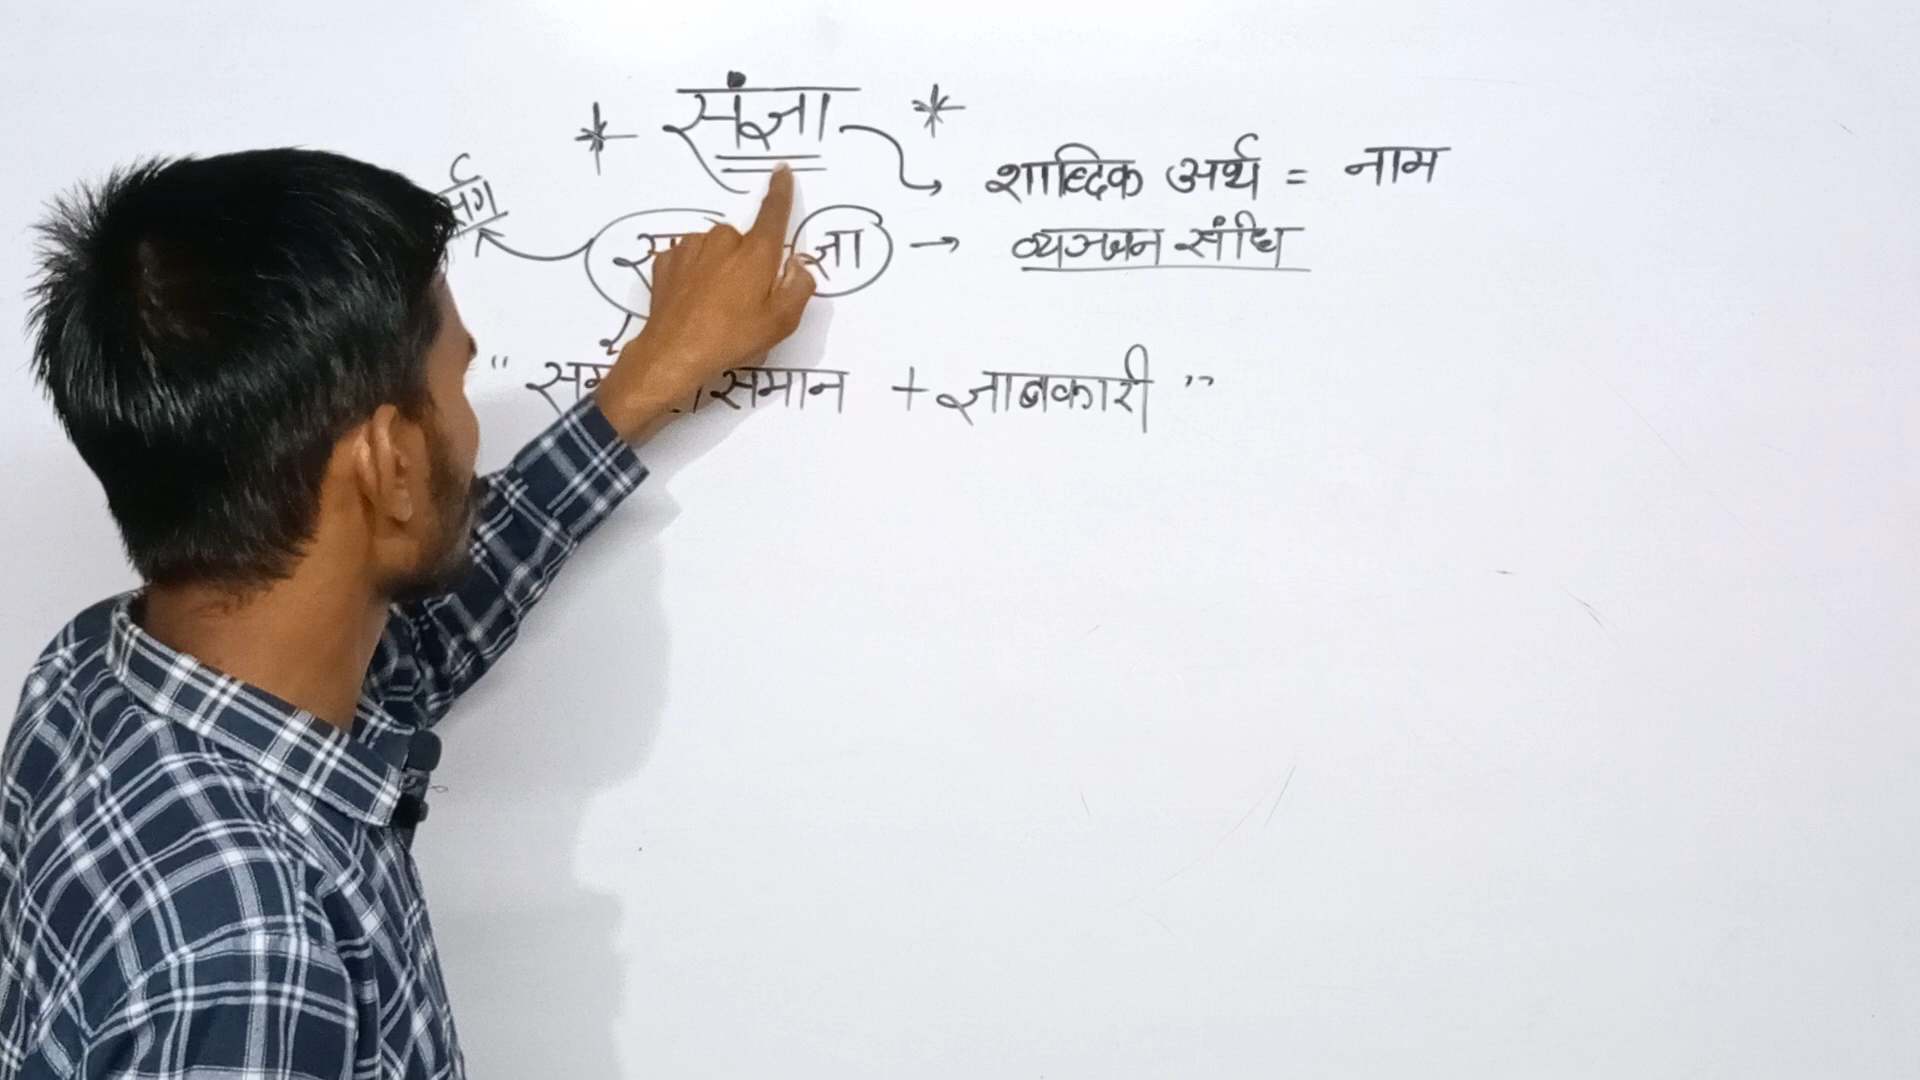 * संज्ञा *
शाब्दिक अर्थ = नाम
ज्ञा → व्यञ्जन संधि
" समान + ज्ञानकारी "